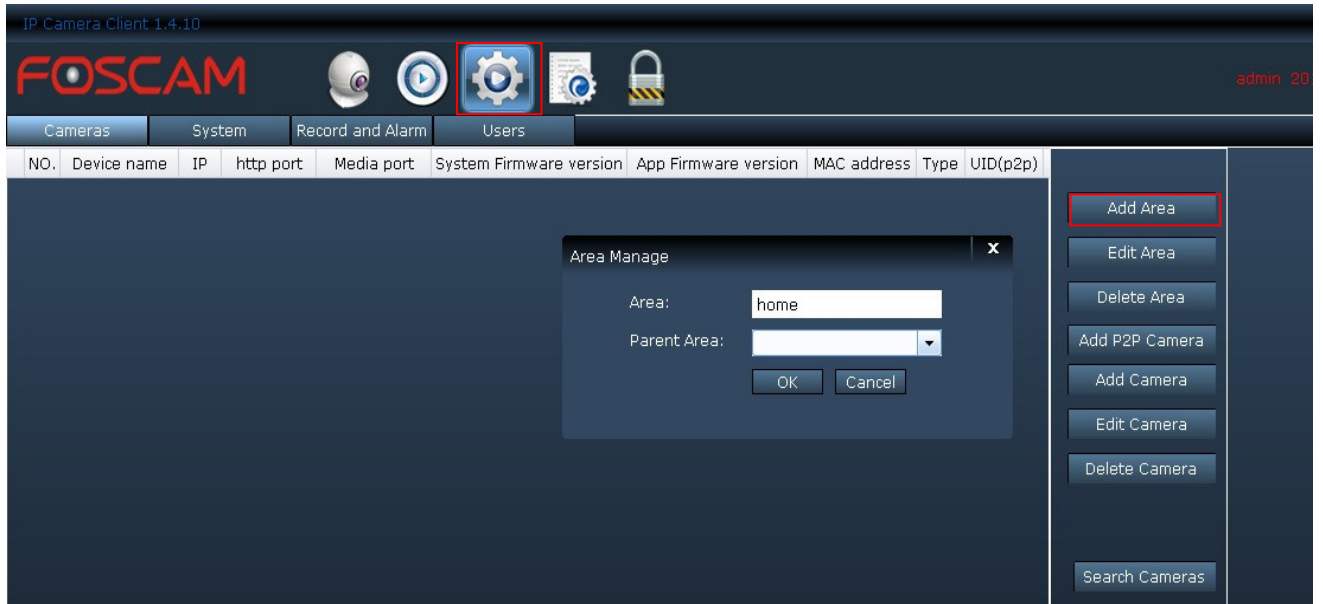 IP Camera Client 1.4.10
FOSCAM
admin 20
Cameras System Record and Alarm Users
NO. Device name IP http port Media port System Firmware version App Firmware version MAC address Type UID(p2p)
Add Area
Area Manage x
Edit Area
Area: home
Delete Area
Parent Area:
Add P2P Camera
OK Cancel
Add Camera
Edit Camera
Delete Camera
Search Cameras